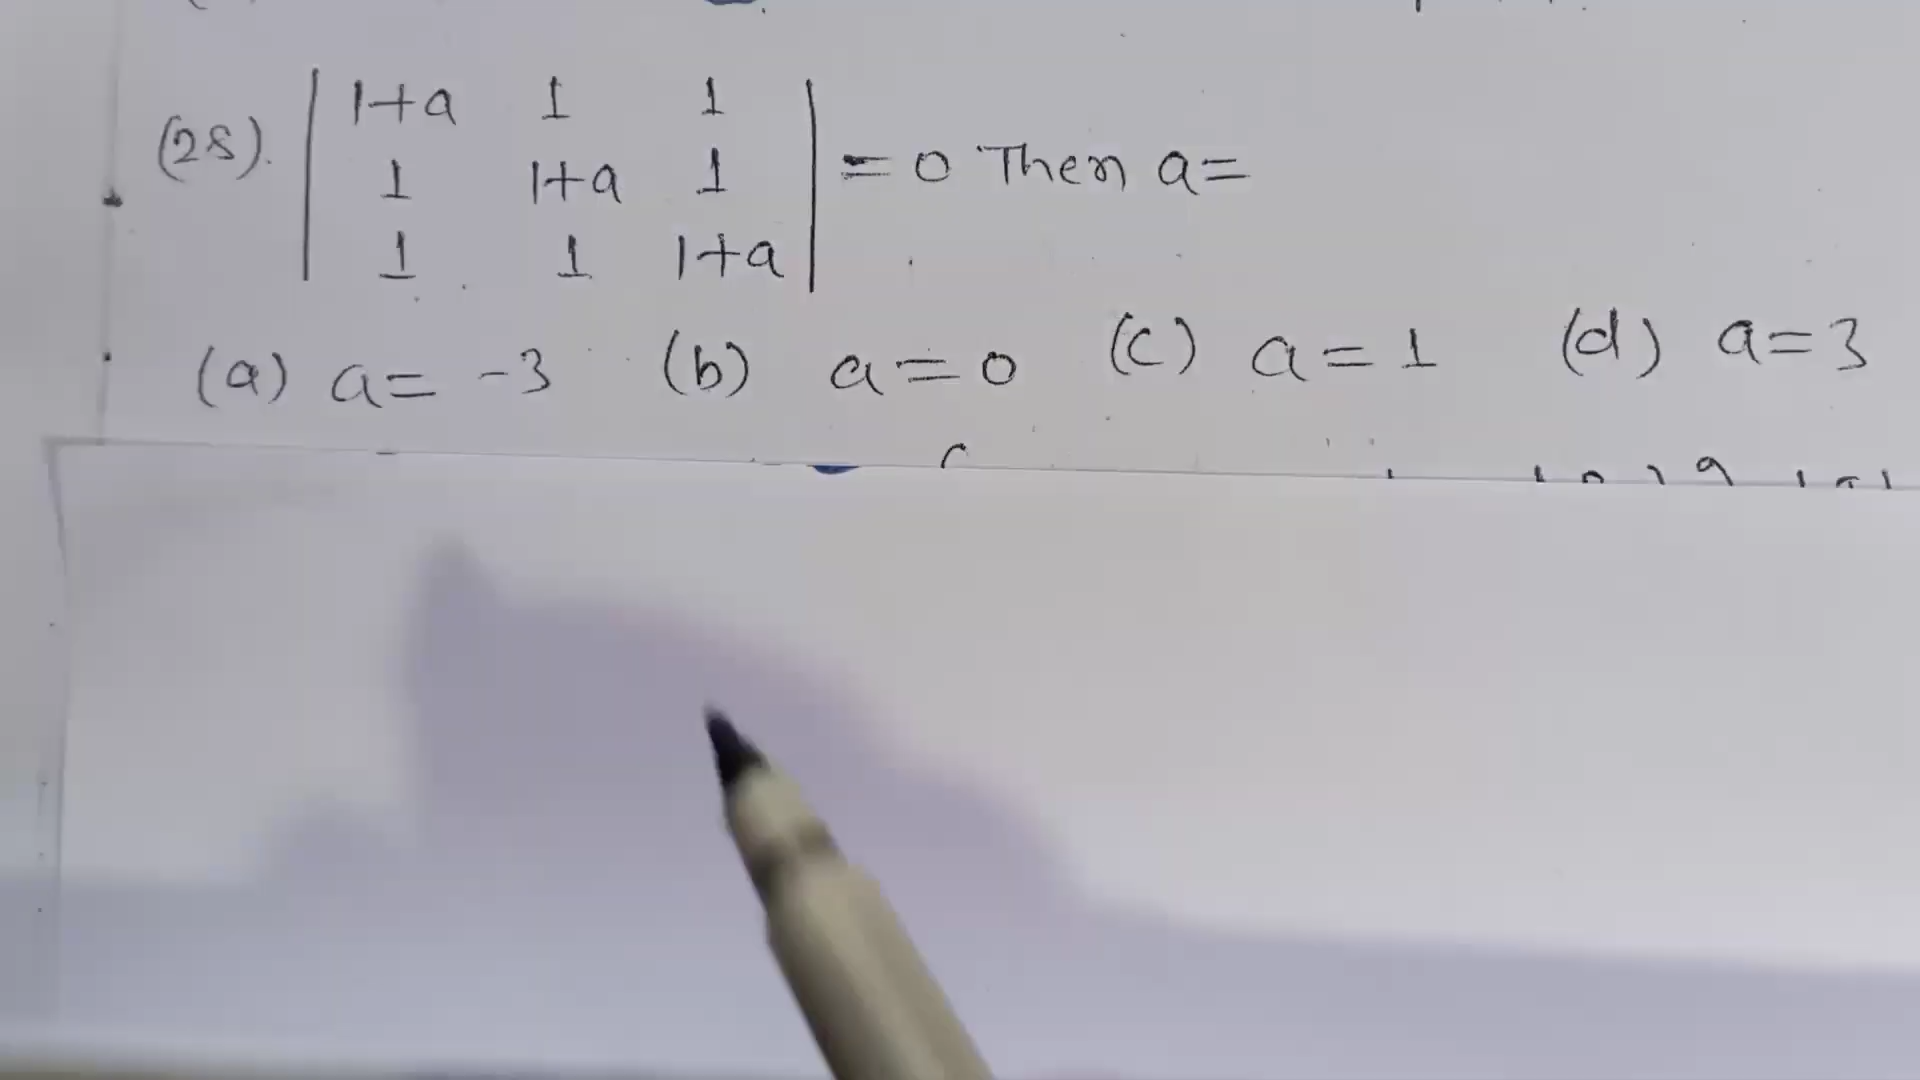 (28). | 1+a 1 1 |
| 1 1+a 1 | = 0 Then a=
| 1 1 1+a |
(a) a= -3 (b) a=0 (c) a=1 (d) a=3